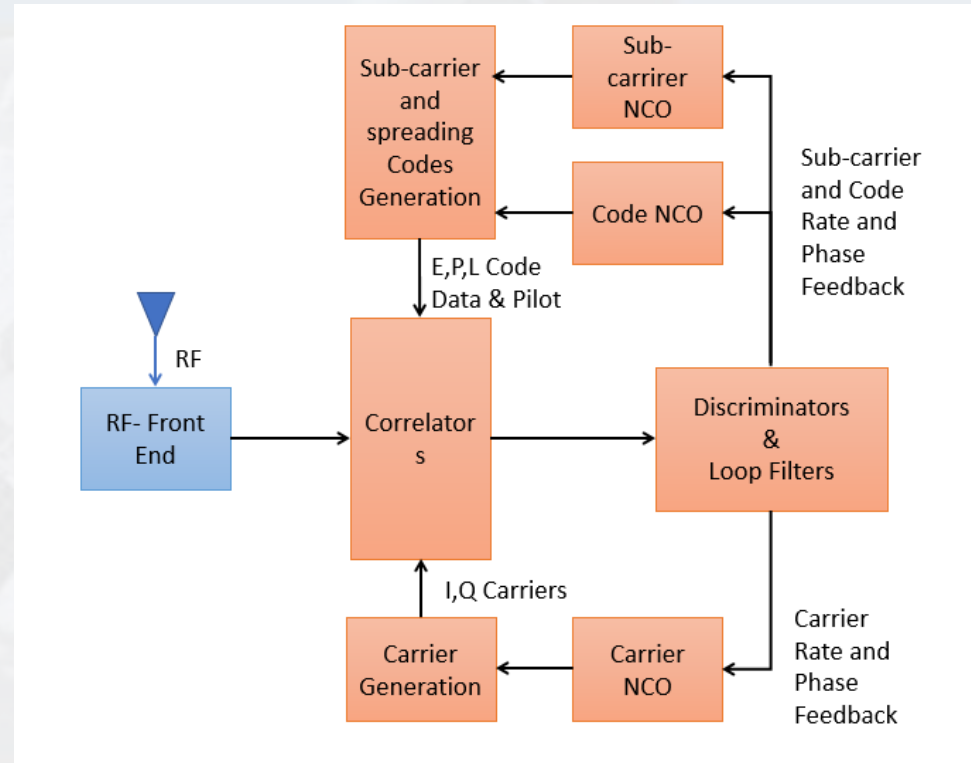 Sub-carrier
and
spreading
Codes
Generation
Sub-
carrirer
NCO
Code NCO
Sub-carrier
and Code
Rate and
Phase
Feedback
E,P,L Code
Data & Pilot
RF
RF- Front
End
Correlator
s
Discriminators
&
Loop Filters
I,Q Carriers
Carrier
Generation
Carrier
NCO
Carrier
Rate and
Phase
Feedback